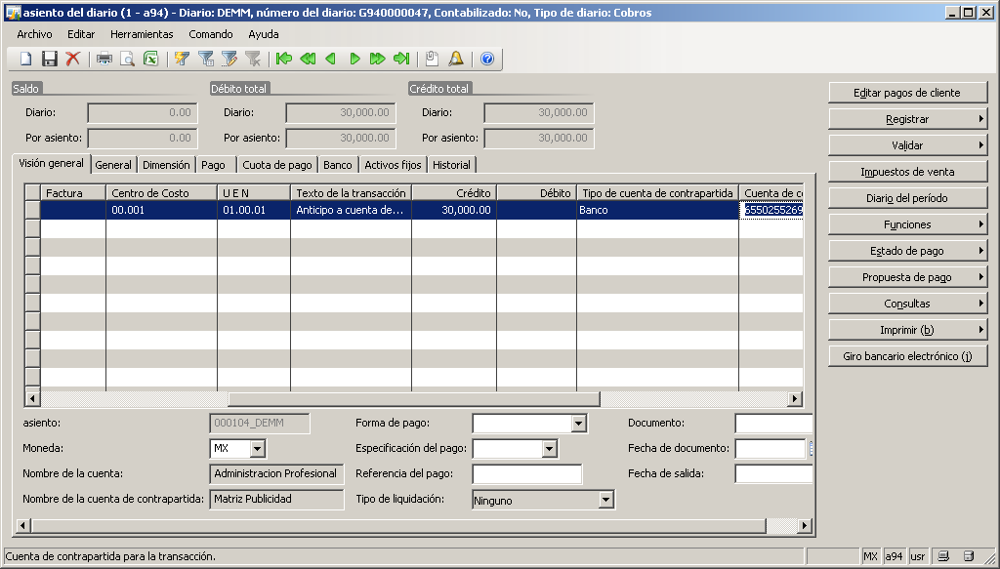 asiento del diario (1 - a94) - Diario: DEMM, número del diario: G940000047, Contabilizado: No, Tipo de diario: Cobros
Archivo Editar Herramientas Comando Ayuda
Saldo Débito total Crédito total
Diario: 0.00 Diario: 30,000.00 Diario: 30,000.00
Por asiento: 0.00 Por asiento: 30,000.00 Por asiento: 30,000.00
Visión general General Dimensión Pago Cuota de pago Banco Activos fijos Historial
Factura Centro de Costo U E N Texto de la transacción Crédito Débito Tipo de cuenta de contrapartida Cuenta de co
00.001 01.00.01 Anticipo a cuenta de... 30,000.00 Banco 6550255269
asiento: 000104_DEMM Forma de pago: Documento:
Moneda: MX Especificación del pago: Fecha de documento:
Nombre de la cuenta: Administracion Profesional Referencia del pago: Fecha de salida:
Nombre de la cuenta de contrapartida: Matriz Publicidad Tipo de liquidación: Ninguno
Editar pagos de cliente
Registrar
Validar
Impuestos de venta
Diario del período
Funciones
Estado de pago
Propuesta de pago
Consultas
Imprimir (b)
Giro bancario electrónico (j)
Cuenta de contrapartida para la transacción. MX a94 usr